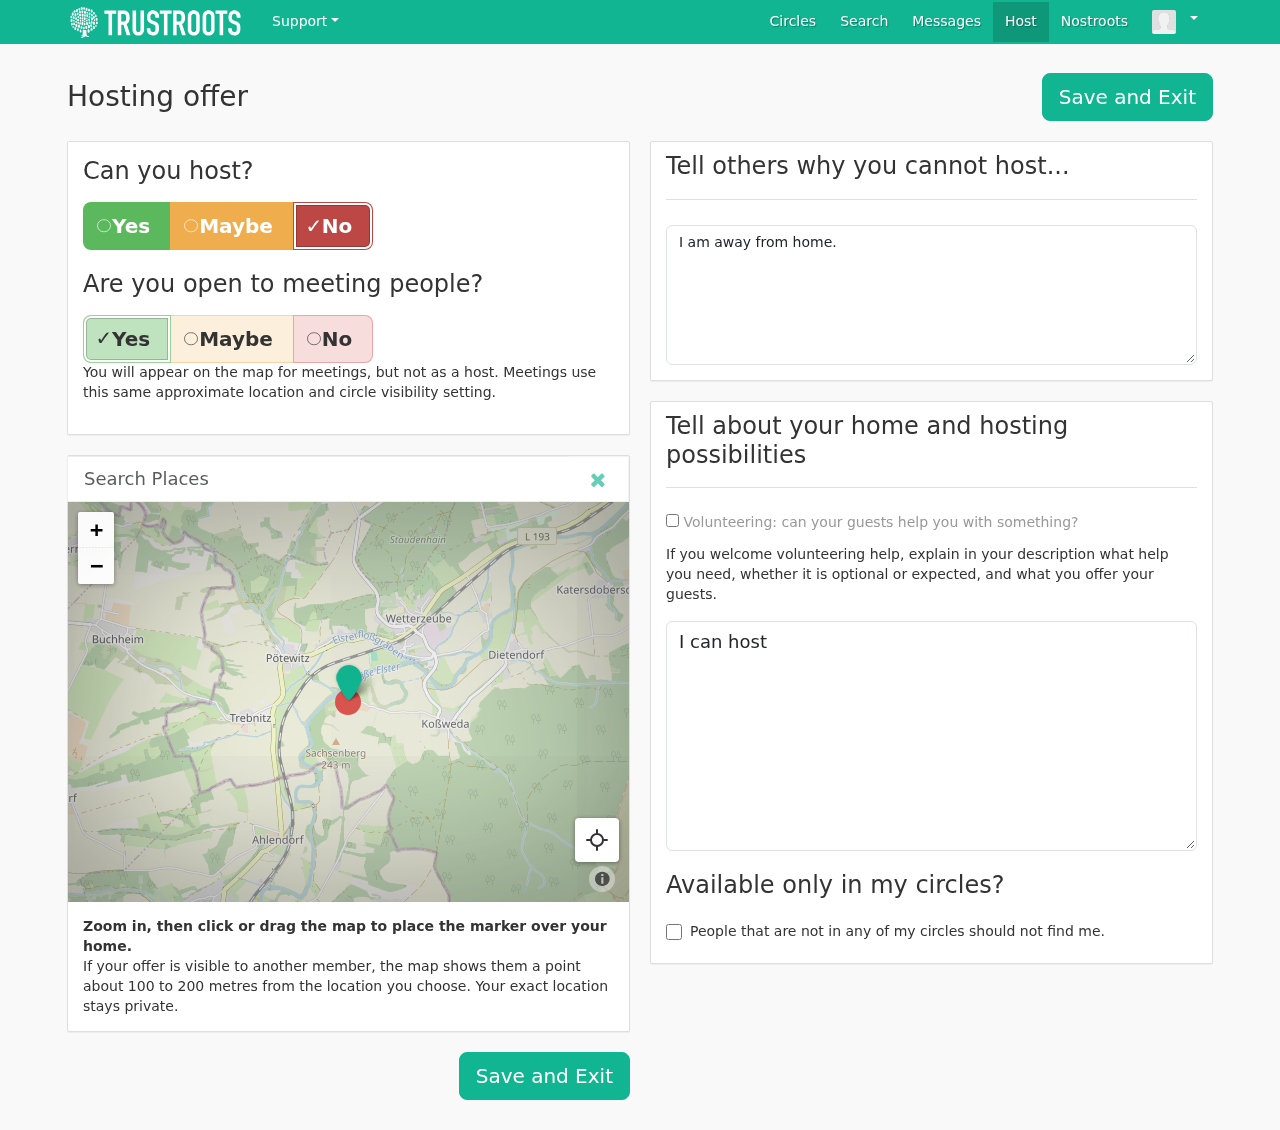 TRUSTROOTS
Support
Circles
Search
Messages
Host
Nostroots
Hosting offer
Save and Exit
Can you host?
Yes
Maybe
✓No
Are you open to meeting people?
✓Yes
Maybe
No
You will appear on the map for meetings, but not as a host. Meetings use
this same approximate location and circle visibility setting.
Search Places
+
−
Staudenhain
L 193
Katersdobersc
Wetterzeube
Buchheim
Pötewitz
Elsterfloßgraben
Dietendorf
ße Elster
Trebnitz
Koßweda
Sachsenberg
243 m
rf
Ahlendorf
Zoom in, then click or drag the map to place the marker over your
home.
If your offer is visible to another member, the map shows them a point
about 100 to 200 metres from the location you choose. Your exact location
stays private.
Save and Exit
Tell others why you cannot host...
I am away from home.
Tell about your home and hosting
possibilities
Volunteering: can your guests help you with something?
If you welcome volunteering help, explain in your description what help
you need, whether it is optional or expected, and what you offer your
guests.
I can host
Available only in my circles?
People that are not in any of my circles should not find me.